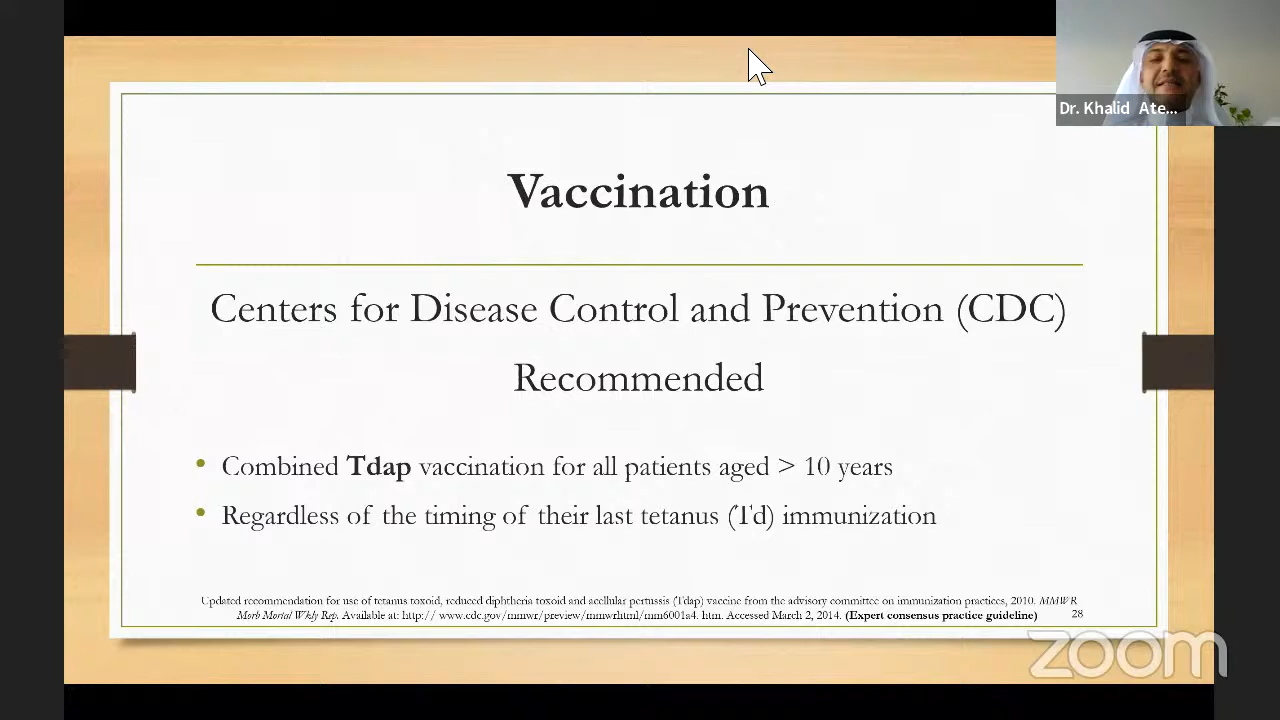 Dr. Khalid Ate...
Vaccination
Centers for Disease Control and Prevention (CDC)
Recommended
• Combined Tdap vaccination for all patients aged > 10 years
• Regardless of the timing of their last tetanus (Td) immunization
Updated recommendation for use of tetanus toxoid, reduced diphtheria toxoid and acellular pertussis (Tdap) vaccine from the advisory committee on immunization practices, 2010. MMWR
Morb Mortal Wkly Rep. Available at: http:// www.cdc.gov/mmwr/preview/mmwrhtml/mm6001a4. htm. Accessed March 2, 2014. (Expert consensus practice guideline)
28
zoom